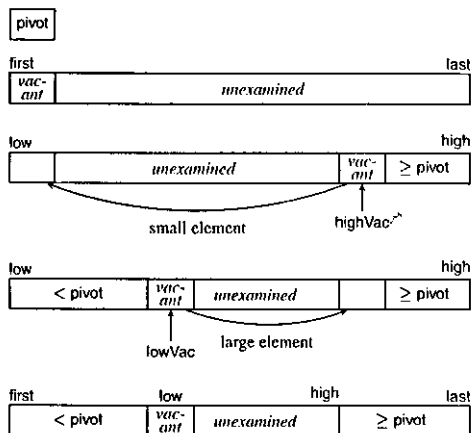 pivot
first last
vac-
ant unexamined
low high
unexamined vac-
ant ≥ pivot
small element highVac
low high
< pivot vac-
ant unexamined ≥ pivot
lowVac large element
first low high last
< pivot vac-
ant unexamined ≥ pivot